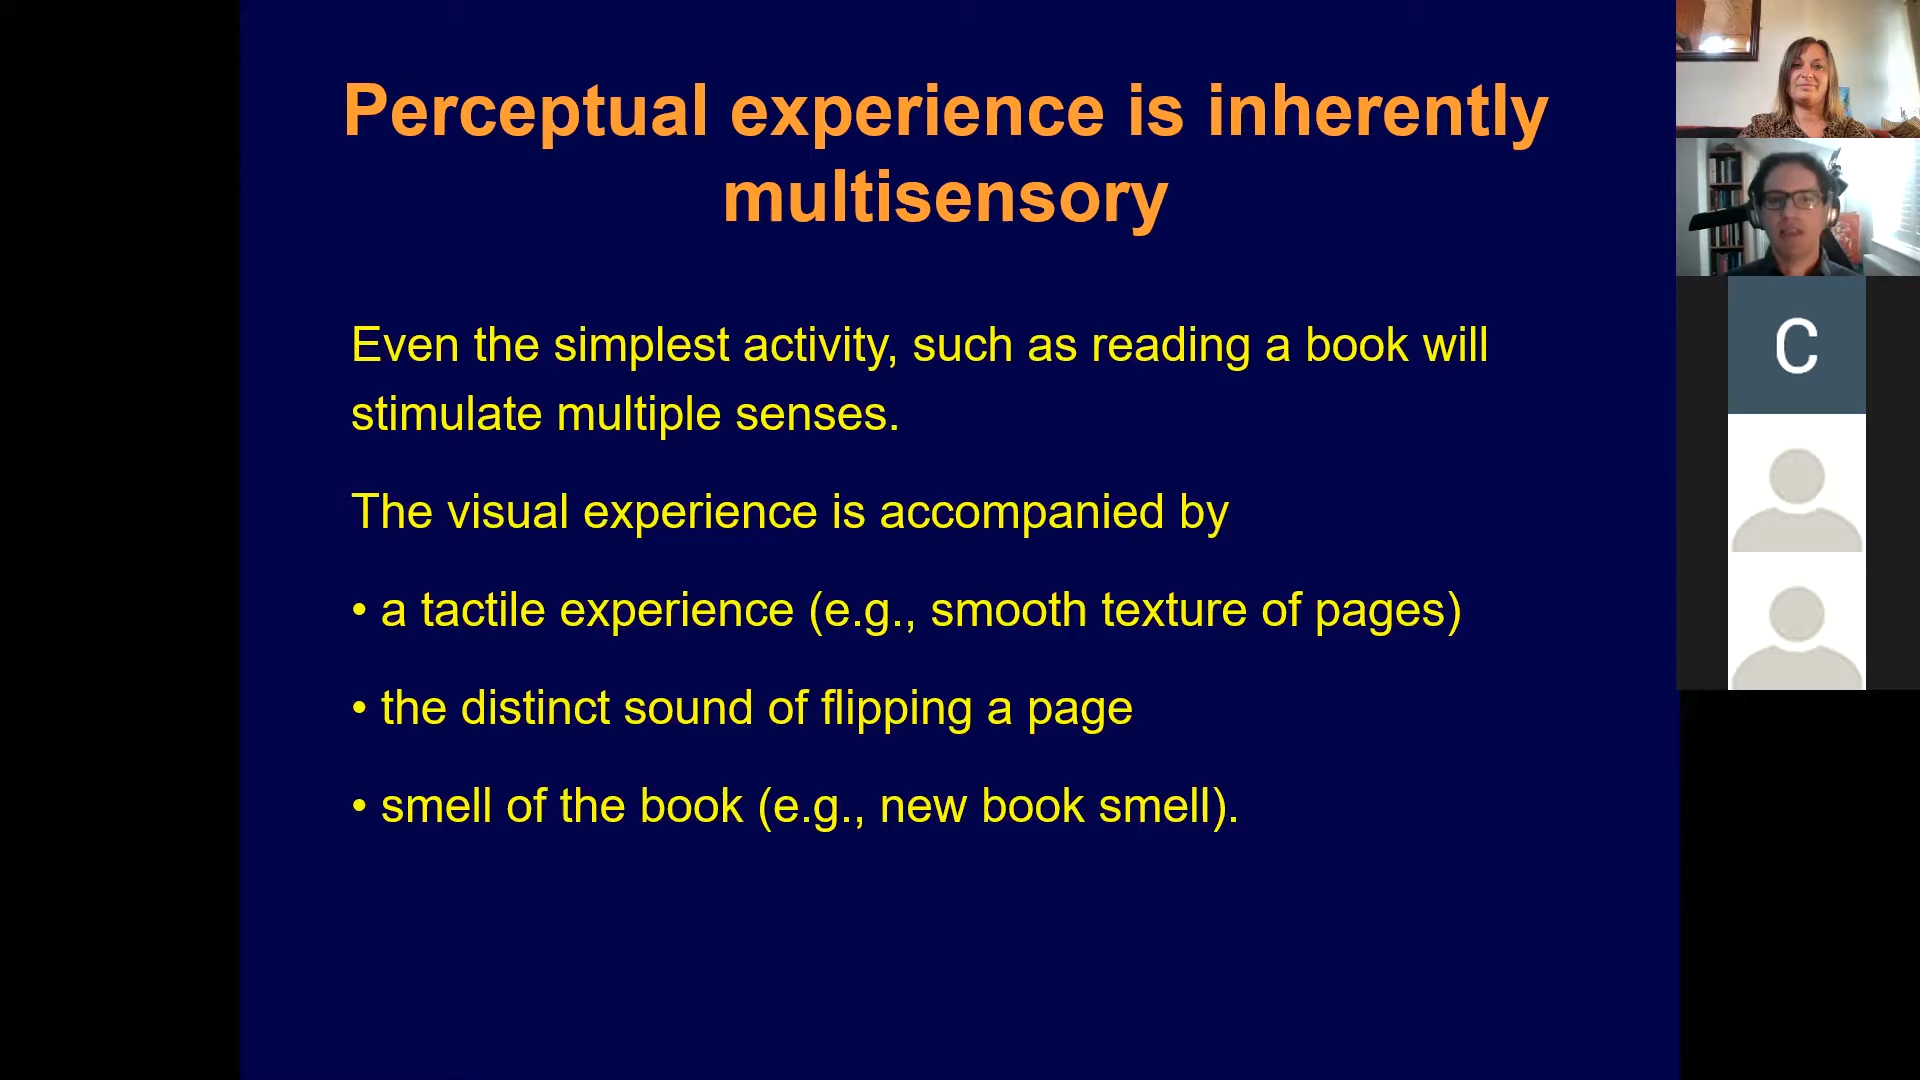 Perceptual experience is inherently
multisensory
Even the simplest activity, such as reading a book will
stimulate multiple senses.
The visual experience is accompanied by
• a tactile experience (e.g., smooth texture of pages)
• the distinct sound of flipping a page
• smell of the book (e.g., new book smell).
C